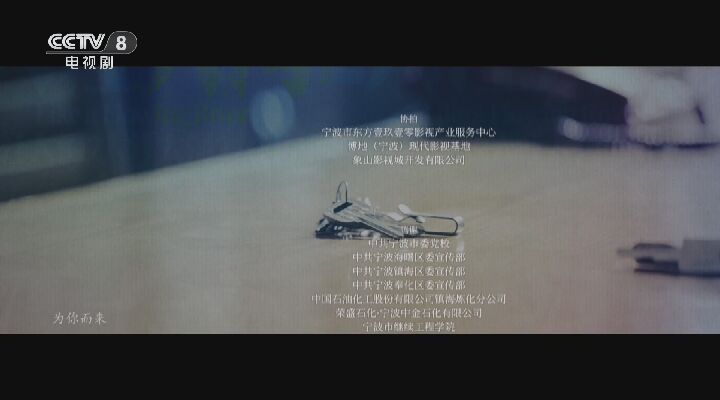 CCTV 8
电视剧
协拍
宁波市东方壹玖壹零影视产业服务中心
博地（宁波）现代影视基地
象山影视城开发有限公司
中共宁波市委党校
中共宁波海曙区委宣传部
中共宁波镇海区委宣传部
中共宁波奉化区委宣传部
中国石油化工股份有限公司镇海炼化分公司
荣盛石化·宁波中金石化有限公司
宁波市继续工程学院
为你而来